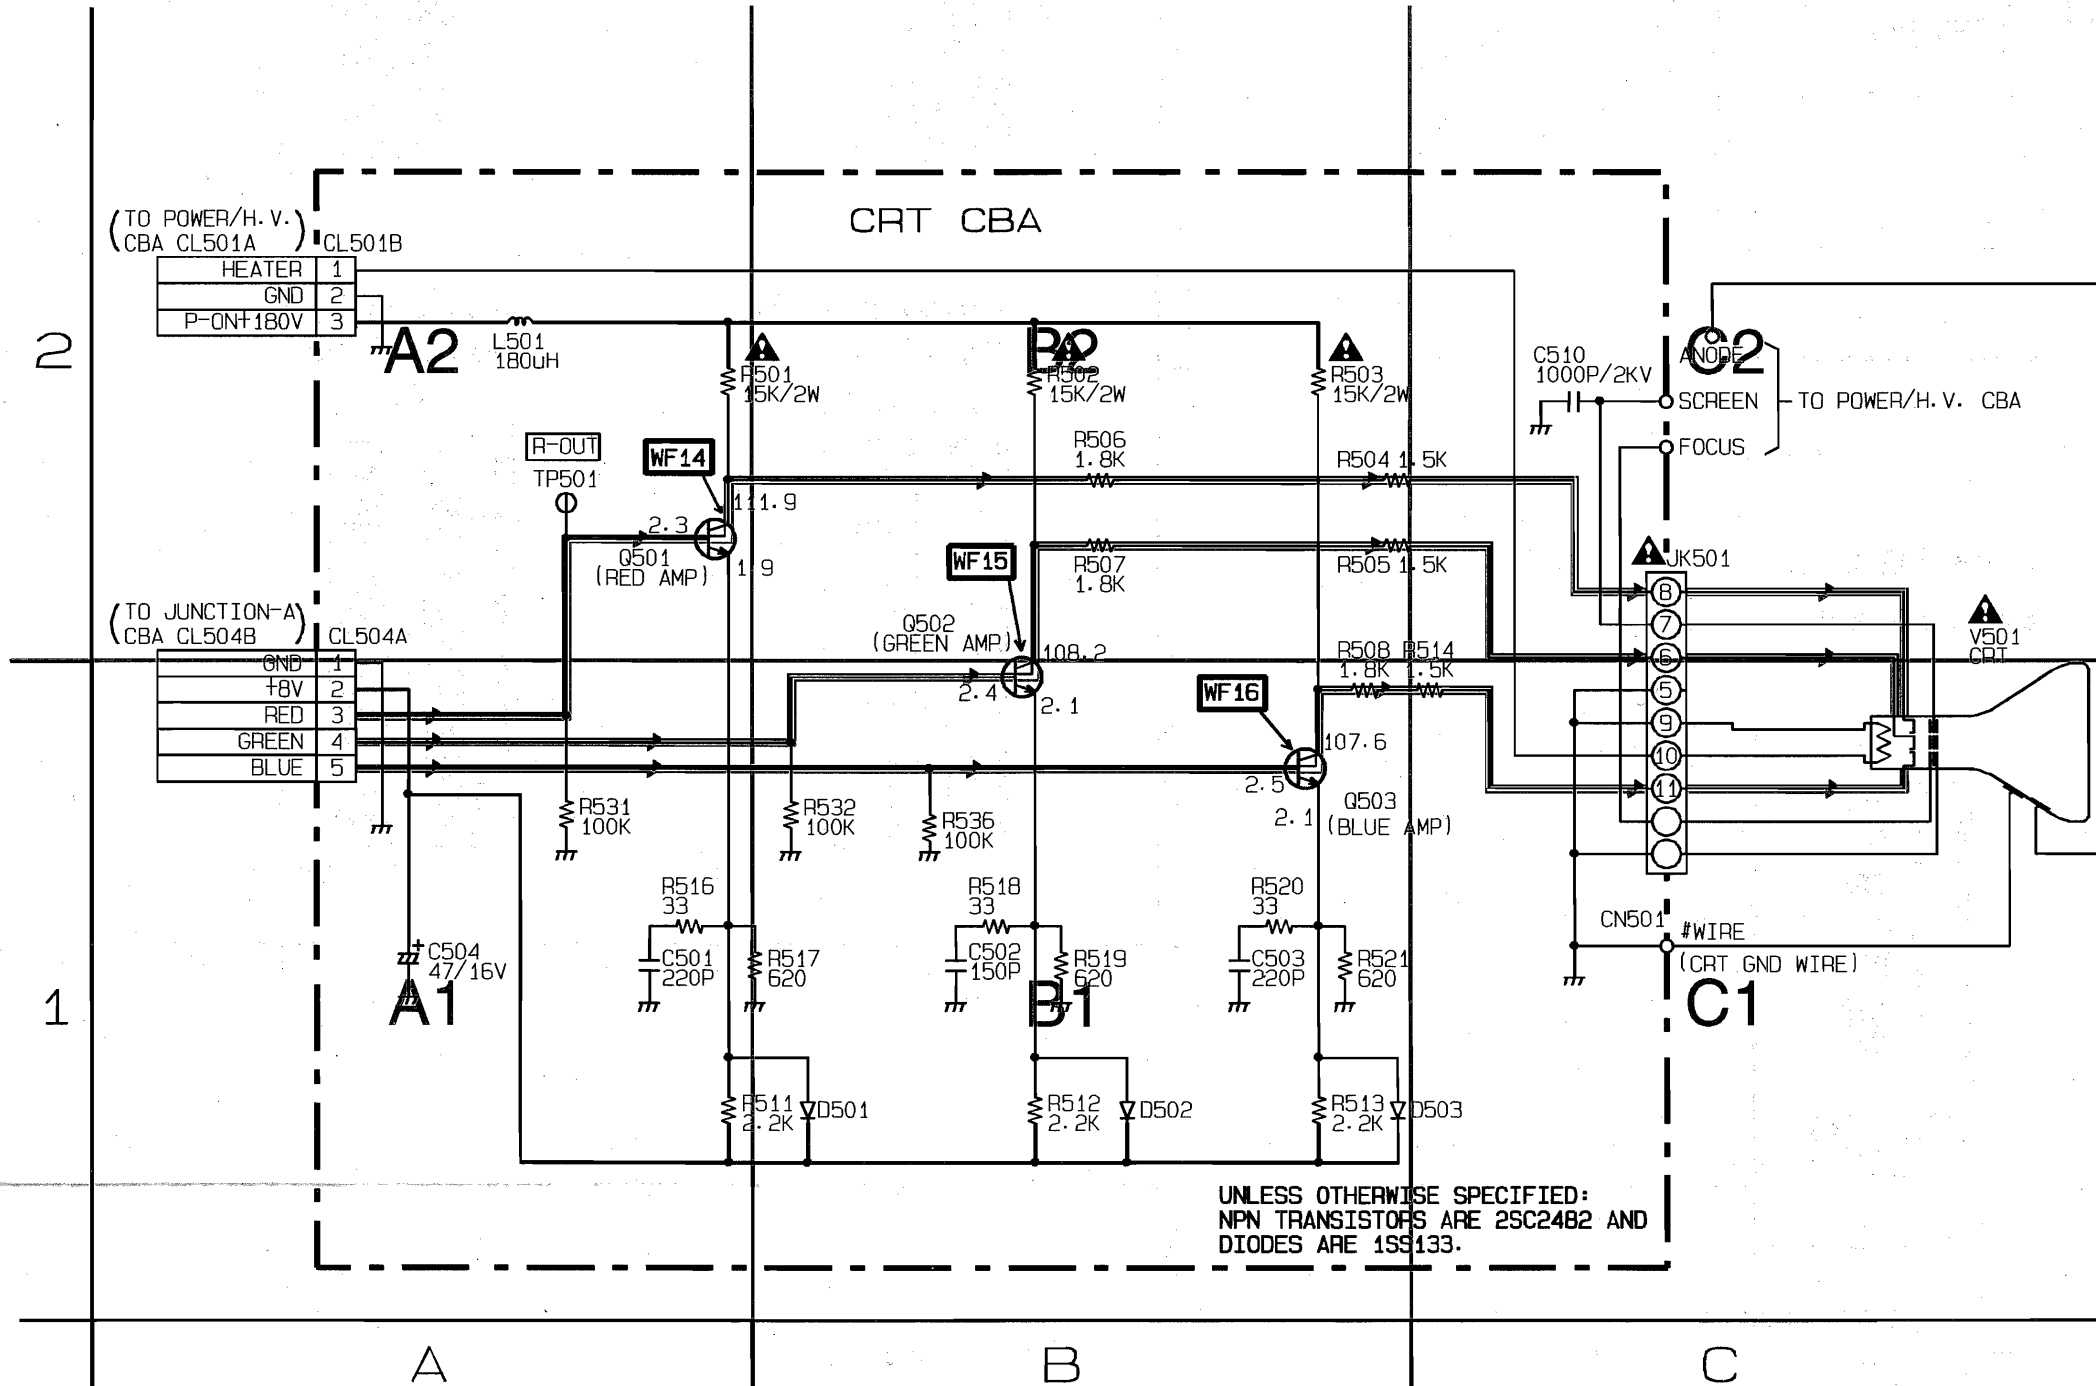 CRT CBA
(TO POWER/H.V.)
(CBA CL501A)
CL501B
HEATER 1
GND 2
P-ON+180V 3
2
A2
B2
C2
L501
180uH
R501
15K/2W
R502
15K/2W
R503
15K/2W
C510
1000P/2KV
ANODE
SCREEN
FOCUS
TO POWER/H.V. CBA
R-OUT
TP501
WF14
111.9
2.3
Q501
(RED AMP)
1.9
R506
1.8K
R504 1.5K
WF15
R507
1.8K
R505 1.5K
JK501
8
7
6
5
9
10
11
V501
CRT
(TO JUNCTION-A)
(CBA CL504B)
CL504A
GND 1
+8V 2
RED 3
GREEN 4
BLUE 5
Q502
(GREEN AMP)
108.2
2.4
2.1
R508 R514
1.8K 1.5K
WF16
107.6
2.5
2.1
Q503
(BLUE AMP)
R531
100K
R532
100K
R536
100K
R516
33
R518
33
R520
33
C504
47/16V
+
C501
220P
R517
620
C502
150P
R519
620
C503
220P
R521
620
CN501
#WIRE
(CRT GND WIRE)
1
A1
B1
C1
R511
2.2K
D501
R512
2.2K
D502
R513
2.2K
D503
UNLESS OTHERWISE SPECIFIED:
NPN TRANSISTORS ARE 2SC2482 AND
DIODES ARE 1SS133.
A
B
C